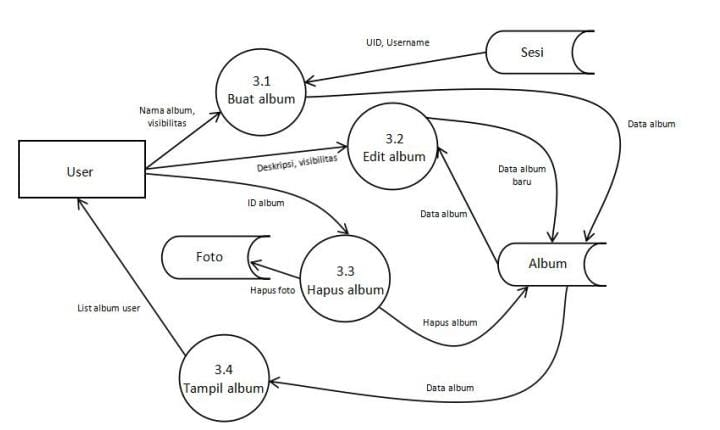 UID, Username
Sesi
3.1
Buat album
Nama album,
visibilitas
Data album
3.2
Edit album
Deskripsi, visibilitas
User
Data album
baru
ID album
Data album
Foto
Album
3.3
Hapus album
Hapus foto
List album user
Hapus album
3.4
Tampil album
Data album